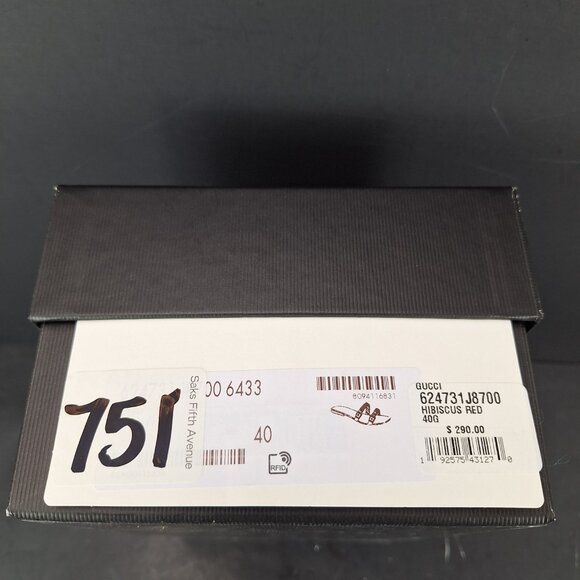 751
Saks Fifth Avenue
00 6433
40
RFID
8094116831
GUCCI
624731J8700
HIBISCUS RED
40G
$ 290.00
1 92575 43127 0